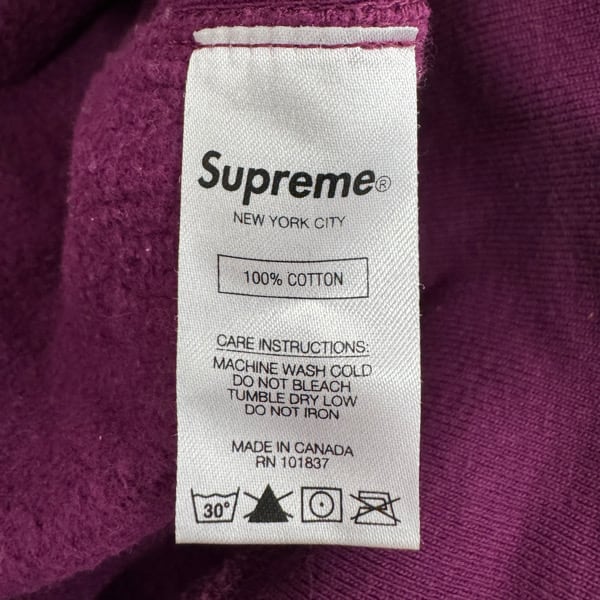 Supreme®
NEW YORK CITY
100% COTTON
CARE INSTRUCTIONS:
MACHINE WASH COLD
DO NOT BLEACH
TUMBLE DRY LOW
DO NOT IRON
MADE IN CANADA
RN 101837
30°